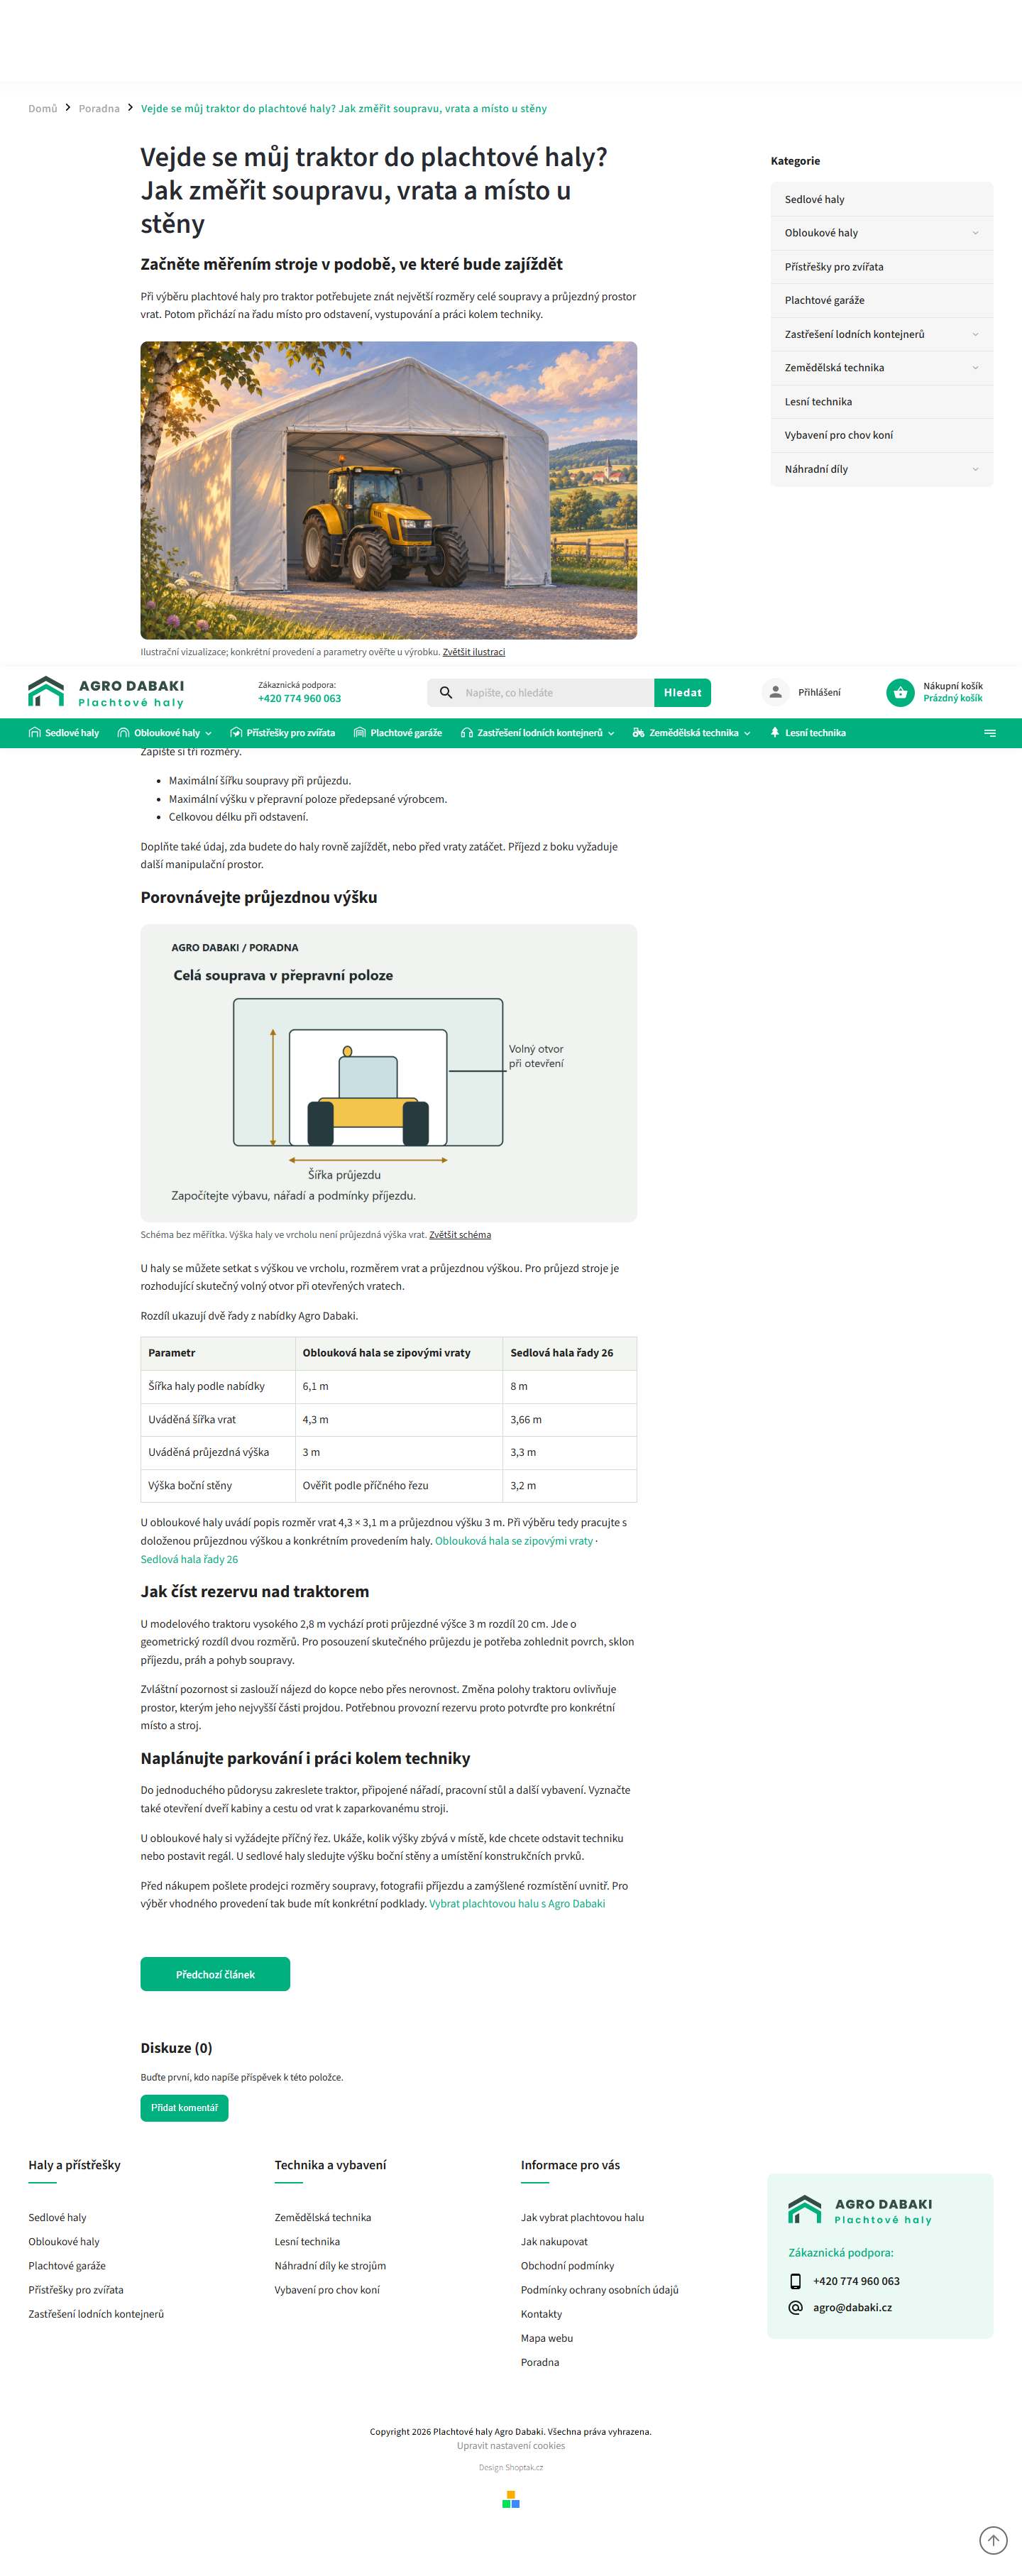 Domů > Poradna > Vejde se můj traktor do plachtové haly? Jak změřit soupravu, vrata a místo u stěny
Vejde se můj traktor do plachtové haly?
Jak změřit soupravu, vrata a místo u
stěny
Začněte měřením stroje v podobě, ve které bude zajíždět
Při výběru plachtové haly pro traktor potřebujete znát největší rozměry celé soupravy a průjezdný prostor
vrat. Potom přichází na řadu místo pro odstavení, vystupování a práci kolem techniky.
Ilustrační vizualizace; konkrétní provedení a parametry ověřte u výrobku. Zvětšit ilustraci
Kategorie
Sedlové haly
Obloukové haly
Přístřešky pro zvířata
Plachtové garáže
Zastřešení lodních kontejnerů
Zemědělská technika
Lesní technika
Vybavení pro chov koní
Náhradní díly
AGRO DABAKI
Plachtové haly
Zákaznická podpora:
+420 774 960 063
Napište, co hledáte
Hledat
Přihlášení
Nákupní košík
Prázdný košík
Sedlové haly Obloukové haly Přístřešky pro zvířata Plachtové garáže Zastřešení lodních kontejnerů Zemědělská technika Lesní technika
Zapište si tři rozměry.
• Maximální šířku soupravy při průjezdu.
• Maximální výšku v přepravní poloze předepsané výrobcem.
• Celkovou délku při odstavení.
Doplňte také údaj, zda budete do haly rovně zajíždět, nebo před vraty zatáčet. Příjezd z boku vyžaduje
další manipulační prostor.
Porovnávejte průjezdnou výšku
AGRO DABAKI / PORADNA
Celá souprava v přepravní poloze
Volný otvor
při otevření
Šířka průjezdu
Započítejte výbavu, nářadí a podmínky příjezdu.
Schéma bez měřítka. Výška haly ve vrcholu není průjezdná výška vrat. Zvětšit schéma
U haly se můžete setkat s výškou ve vrcholu, rozměrem vrat a průjezdnou výškou. Pro průjezd stroje je
rozhodující skutečný volný otvor při otevřených vratech.
Rozdíl ukazují dvě řady z nabídky Agro Dabaki.
Parametr Oblouková hala se zipovými vraty Sedlová hala řady 26
Šířka haly podle nabídky 6,1 m 8 m
Uváděná šířka vrat 4,3 m 3,66 m
Uváděná průjezdná výška 3 m 3,3 m
Výška boční stěny Ověřit podle příčného řezu 3,2 m
U obloukové haly uvádí popis rozměr vrat 4,3 × 3,1 m a průjezdnou výšku 3 m. Při výběru tedy pracujte s
doloženou průjezdnou výškou a konkrétním provedením haly. Oblouková hala se zipovými vraty ·
Sedlová hala řady 26
Jak číst rezervu nad traktorem
U modelového traktoru vysokého 2,8 m vychází proti průjezdné výšce 3 m rozdíl 20 cm. Jde o
geometrický rozdíl dvou rozměrů. Pro posouzení skutečného průjezdu je potřeba zohlednit povrch, sklon
příjezdu, práh a pohyb soupravy.
Zvláštní pozornost si zaslouží nájezd do kopce nebo přes nerovnost. Změna polohy traktoru ovlivňuje
prostor, kterým jeho nejvyšší části projdou. Potřebnou provozní rezervu proto potvrďte pro konkrétní
místo a stroj.
Naplánujte parkování i práci kolem techniky
Do jednoduchého půdorysu zakreslete traktor, připojené nářadí, pracovní stůl a další vybavení. Vyznačte
také otevření dveří kabiny a cestu od vrat k zaparkovanému stroji.
U obloukové haly si vyžádejte příčný řez. Ukáže, kolik výšky zbývá v místě, kde chcete odstavit techniku
nebo postavit regál. U sedlové haly sledujte výšku boční stěny a umístění konstrukčních prvků.
Před nákupem pošlete prodejci rozměry soupravy, fotografii příjezdu a zamýšlené rozmístění uvnitř. Pro
výběr vhodného provedení tak bude mít konkrétní podklady. Vybrat plachtovou halu s Agro Dabaki
Předchozí článek
Diskuze (0)
Buďte první, kdo napíše příspěvek k této položce.
Přidat komentář
Haly a přístřešky
Sedlové haly
Obloukové haly
Plachtové garáže
Přístřešky pro zvířata
Zastřešení lodních kontejnerů
Technika a vybavení
Zemědělská technika
Lesní technika
Náhradní díly ke strojům
Vybavení pro chov koní
Informace pro vás
Jak vybrat plachtovou halu
Jak nakupovat
Obchodní podmínky
Podmínky ochrany osobních údajů
Kontakty
Mapa webu
Poradna
AGRO DABAKI
Plachtové haly
Zákaznická podpora:
+420 774 960 063
agro@dabaki.cz
Copyright 2026 Plachtové haly Agro Dabaki. Všechna práva vyhrazena.
Upravit nastavení cookies
Design Shoptak.cz